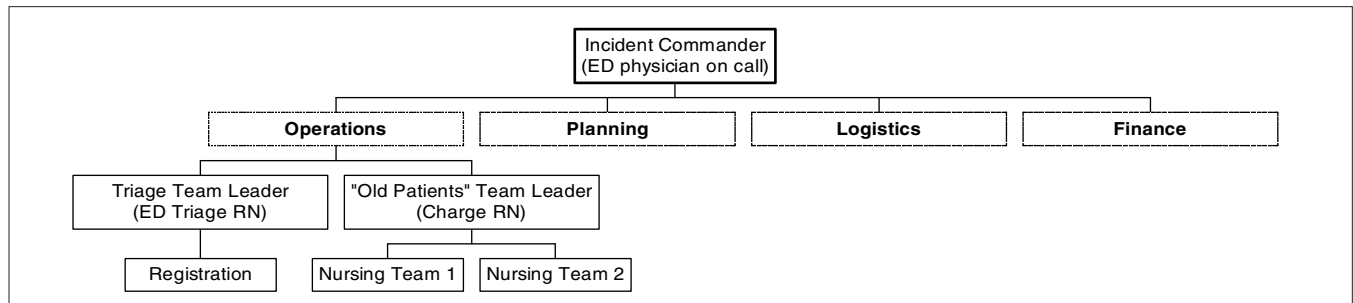 Incident Commander
(ED physician on call)
Operations
Planning
Logistics
Finance
Triage Team Leader
(ED Triage RN)
"Old Patients" Team Leader
(Charge RN)
Registration
Nursing Team 1
Nursing Team 2